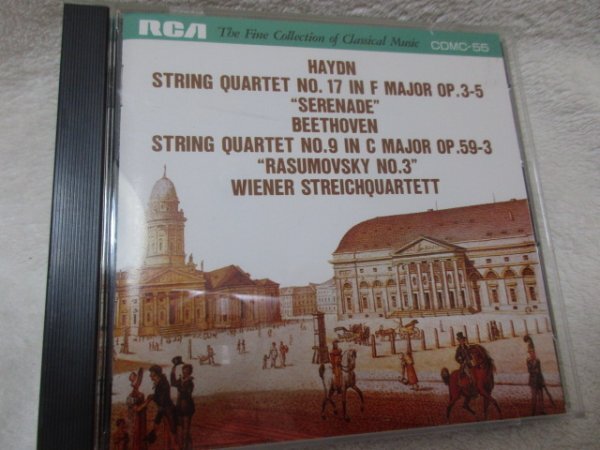 RCA The Fine Collection of Classical Music CDMC-55
HAYDN
STRING QUARTET NO. 17 IN F MAJOR OP.3-5
"SERENADE"
BEETHOVEN
STRING QUARTET NO.9 IN C MAJOR OP.59-3
"RASUMOVSKY NO.3"
WIENER STREICHQUARTETT